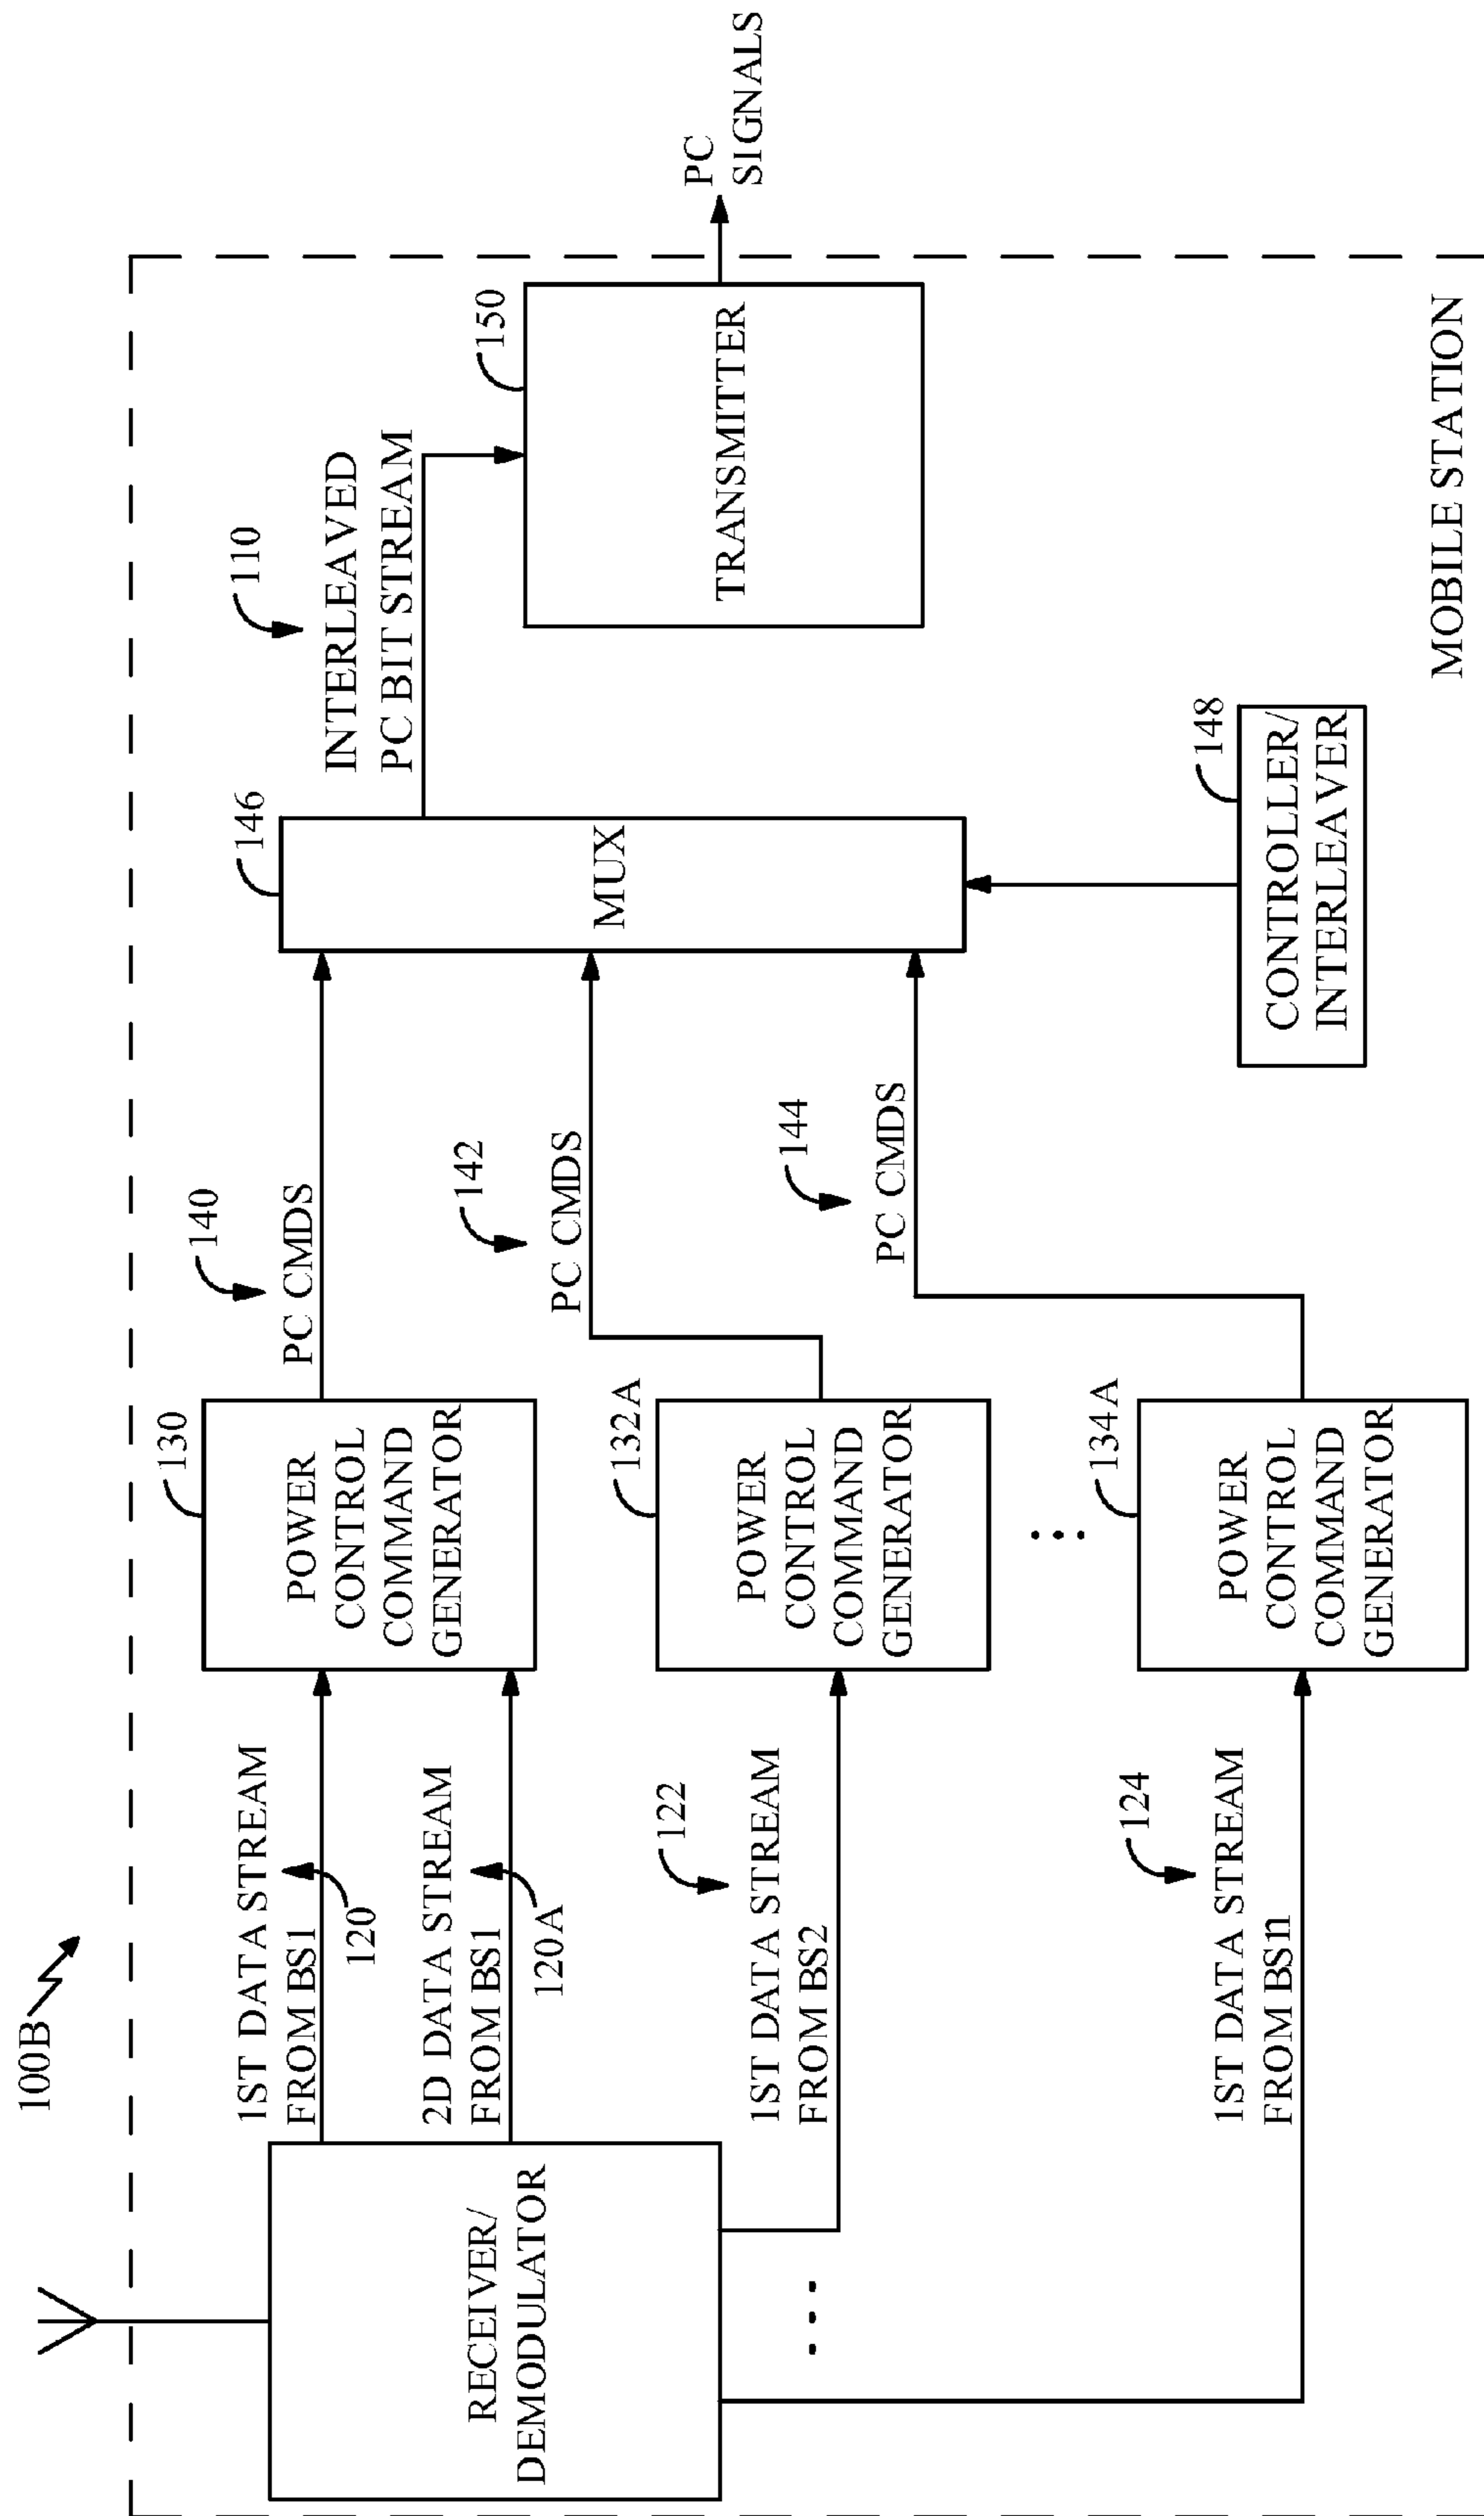 100B
RECEIVER/
DEMODULATOR
1ST DATA STREAM
FROM BS1
120
2D DATA STREAM
FROM BS1
120A
122
1ST DATA STREAM
FROM BS2
124
1ST DATA STREAM
FROM BSn
130
POWER
CONTROL
COMMAND
GENERATOR
132A
POWER
CONTROL
COMMAND
GENERATOR
134A
POWER
CONTROL
COMMAND
GENERATOR
140
PC CMDS
142
PC CMDS
144
PC CMDS
146
MUX
148
CONTROLLER/
INTERLEAVER
110
INTERLEAVED
PC BIT STREAM
150
TRANSMITTER
PC
SIGNALS
MOBILE STATION